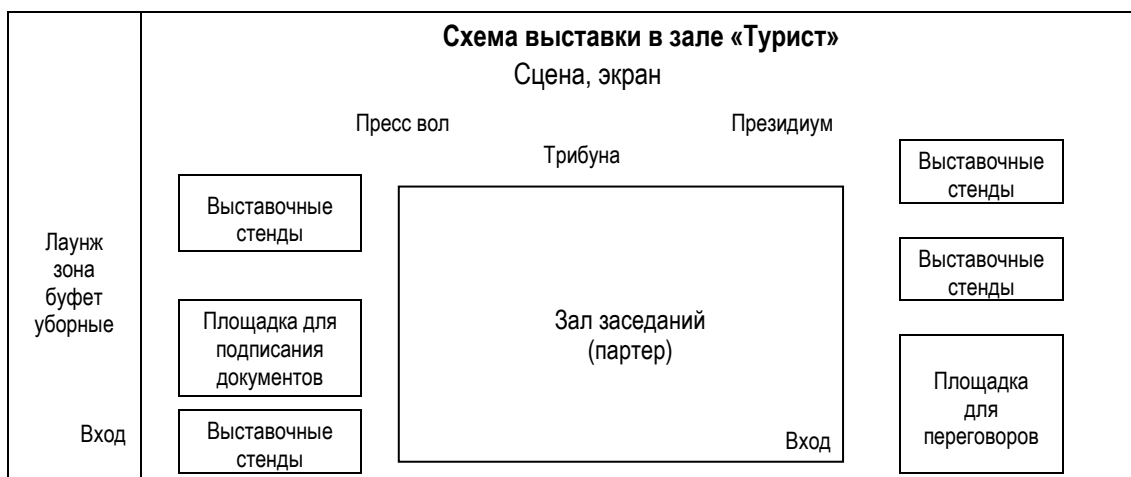 Схема выставки в зале «Турист»
Сцена, экран
Пресс вол
Президиум
Трибуна
Лаунж
зона
буфет
уборные
Вход
Выставочные
стенды
Площадка для
подписания
документов
Выставочные
стенды
Зал заседаний
(партер)
Вход
Выставочные
стенды
Выставочные
стенды
Площадка
для
переговоров